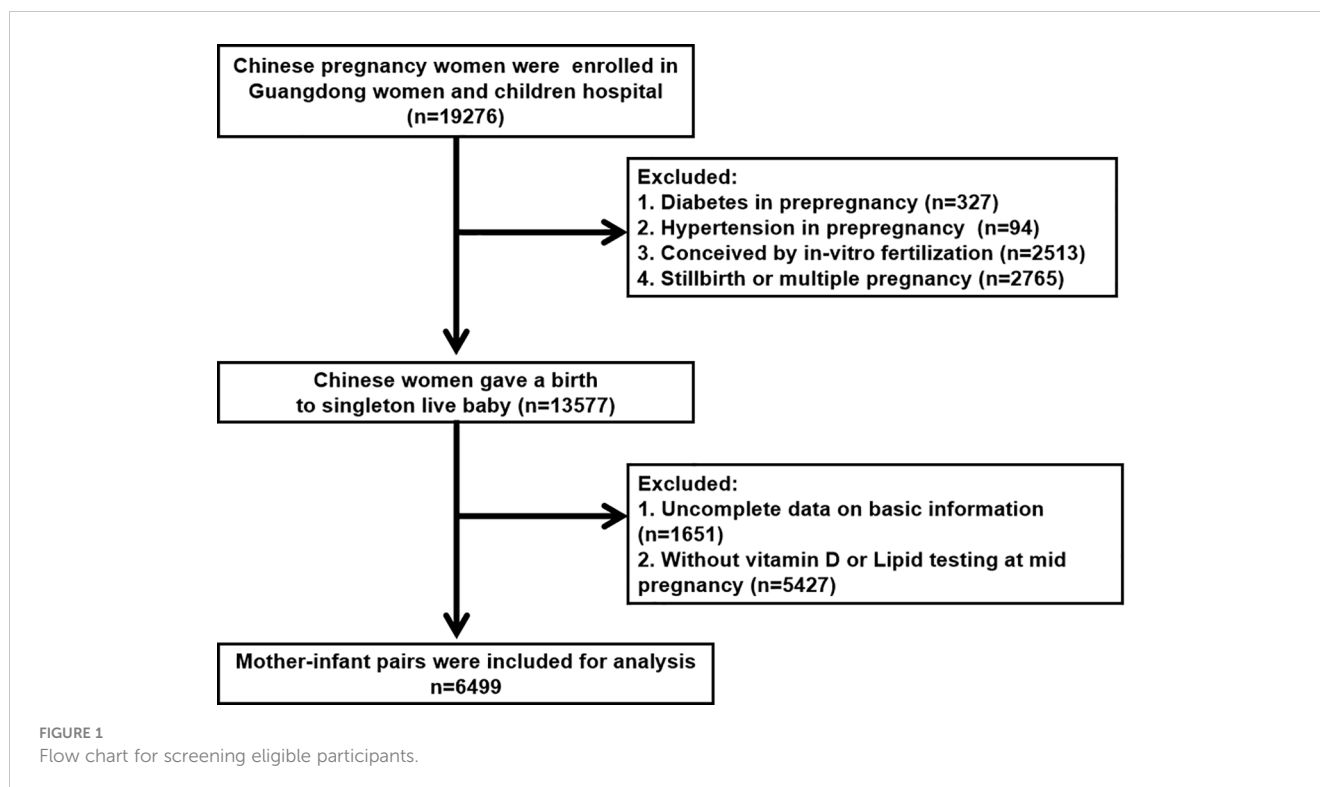 Chinese pregnancy women were enrolled in
Guangdong women and children hospital
(n=19276)
Excluded:
1. Diabetes in prepregnancy (n=327)
2. Hypertension in prepregnancy (n=94)
3. Conceived by in-vitro fertilization (n=2513)
4. Stillbirth or multiple pregnancy (n=2765)
Chinese women gave a birth
to singleton live baby (n=13577)
Excluded:
1. Uncomplete data on basic information
(n=1651)
2. Without vitamin D or Lipid testing at mid
pregnancy (n=5427)
Mother-infant pairs were included for analysis
n=6499
FIGURE 1
Flow chart for screening eligible participants.